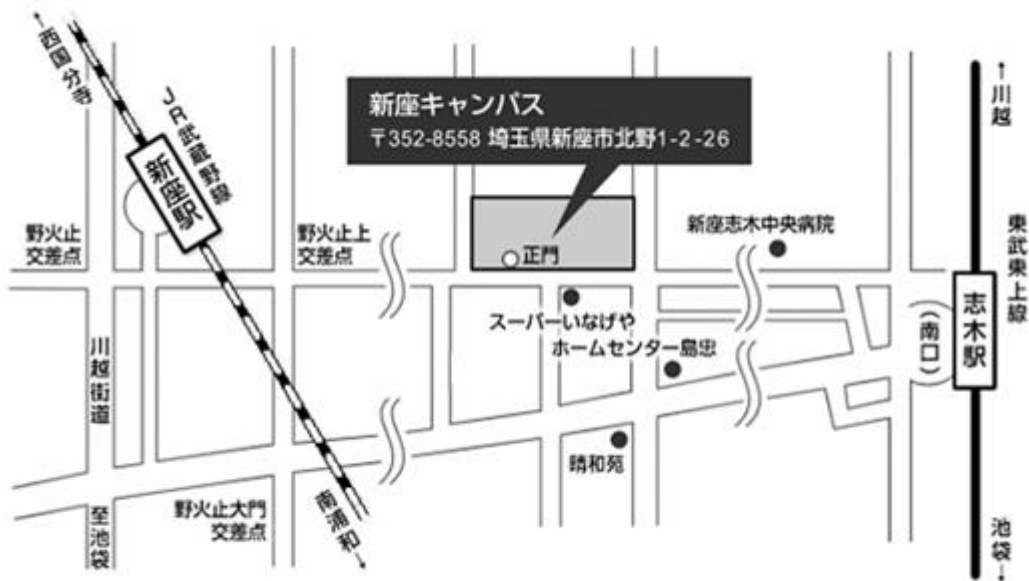 ←西国分寺
JR武蔵野線
新座駅
新座キャンパス
〒352-8558 埼玉県新座市北野1-2-26
→川越
東武東上線
野火止
交差点
野火止上
交差点
正門
新座志木中央病院
志木駅
(南口)
スーパーいなげや
ホームセンター島忠
川越街道
晴和苑
野火止大門
交差点
至池袋
南浦和→
池袋→